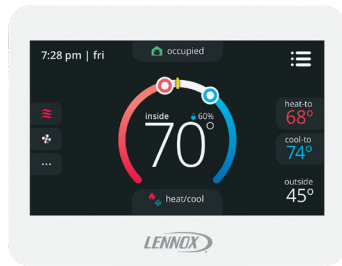 7:28 pm | fri
occupied
heat-to
68°
cool-to
74°
outside
45°
inside
60%
70°
heat/cool
...
LENNOX